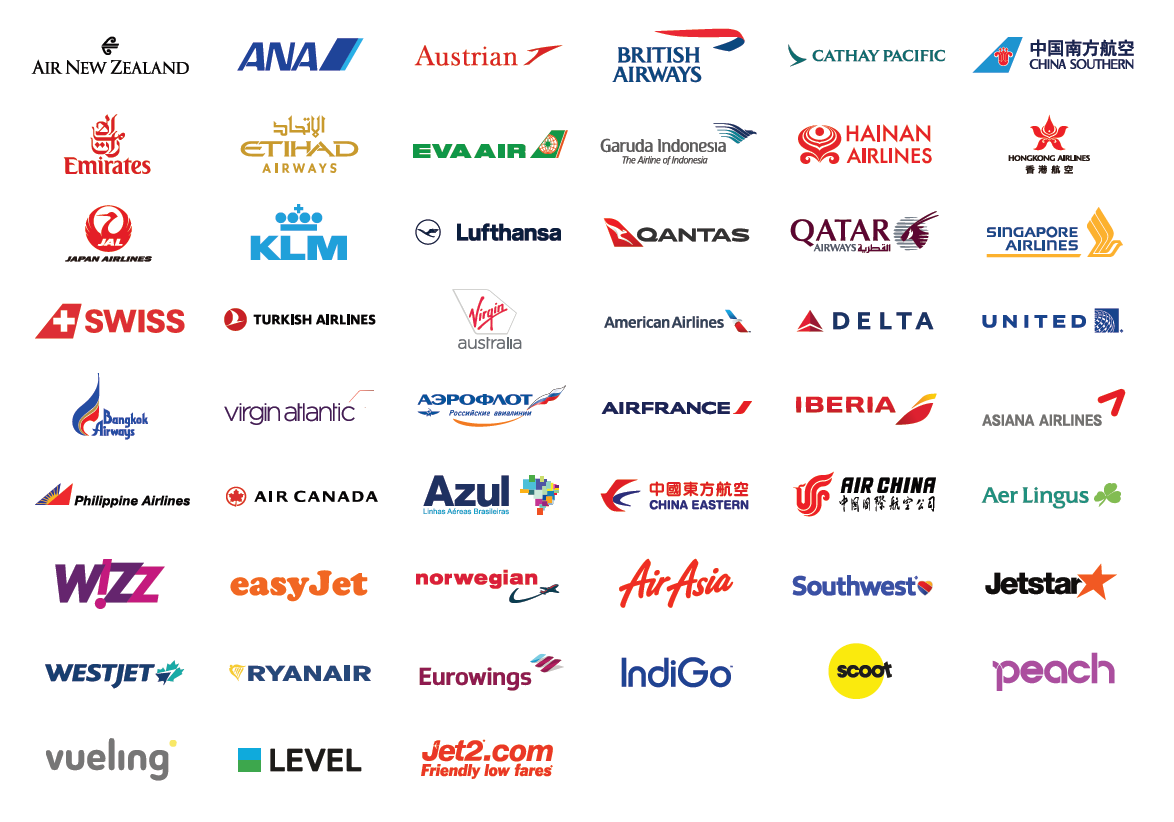 AIR NEW ZEALAND
ANA
Austrian
BRITISH
AIRWAYS
CATHAY PACIFIC
中国南方航空
CHINA SOUTHERN
Emirates
الإتحاد
ETIHAD
AIRWAYS
EVA AIR
Garuda Indonesia
The Airline of Indonesia
HAINAN
AIRLINES
HONGKONG AIRLINES
香港航空
JAL
JAPAN AIRLINES
KLM
Lufthansa
QANTAS
QATAR
AIRWAYS القطرية
SINGAPORE
AIRLINES
SWISS
TURKISH AIRLINES
Virgin
australia
American Airlines
DELTA
UNITED
Bangkok
Airways
virgin atlantic
АЭРОФЛОТ
Российские авиалинии
AIRFRANCE
IBERIA
ASIANA AIRLINES
Philippine Airlines
AIR CANADA
Azul
Linhas Aéreas Brasileiras
中國東方航空
CHINA EASTERN
AIR CHINA
中国国际航空公司
Aer Lingus
W!ZZ
easyJet
norwegian
AirAsia
Southwest
Jetstar
WESTJET
RYANAIR
Eurowings
IndiGo
scoot
peach
vueling
LEVEL
Jet2.com
Friendly low fares